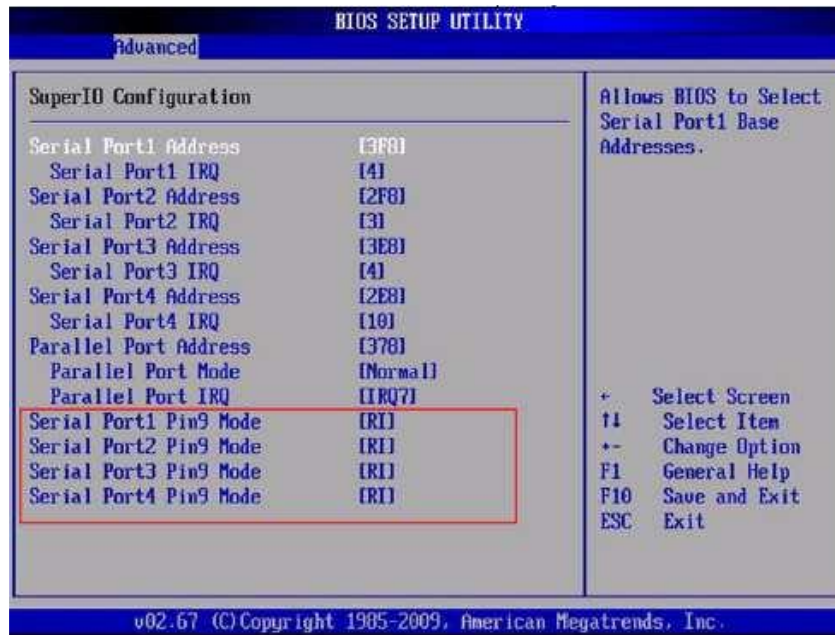 BIOS SETUP UTILITY
Advanced
SuperIO Configuration
Serial Port1 Address [3F8]
Serial Port1 IRQ [4]
Serial Port2 Address [2F8]
Serial Port2 IRQ [3]
Serial Port3 Address [3E8]
Serial Port3 IRQ [4]
Serial Port4 Address [2E8]
Serial Port4 IRQ [10]
Parallel Port Address [378]
Parallel Port Mode [Normal]
Parallel Port IRQ [IRQ7]
Serial Port1 Pin9 Mode [RI]
Serial Port2 Pin9 Mode [RI]
Serial Port3 Pin9 Mode [RI]
Serial Port4 Pin9 Mode [RI]
Allows BIOS to Select
Serial Port1 Base
Addresses.
← Select Screen
↑↓ Select Item
+- Change Option
F1 General Help
F10 Save and Exit
ESC Exit
v02.67 (C)Copyright 1985-2009, American Megatrends, Inc.